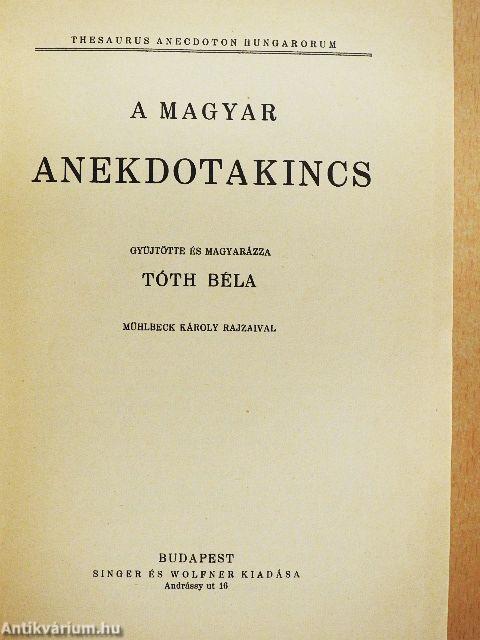 THESAURUS ANECDOTON HUNGARORUM
A MAGYAR
ANEKDOTAKINCS
GYŰJTÖTTE ÉS MAGYARÁZZA
TÓTH BÉLA
MÜHLBECK KÁROLY RAJZAIVAL
BUDAPEST
SINGER ÉS WOLFNER KIADÁSA
Andrássy ut 16
Antikvárium.hu